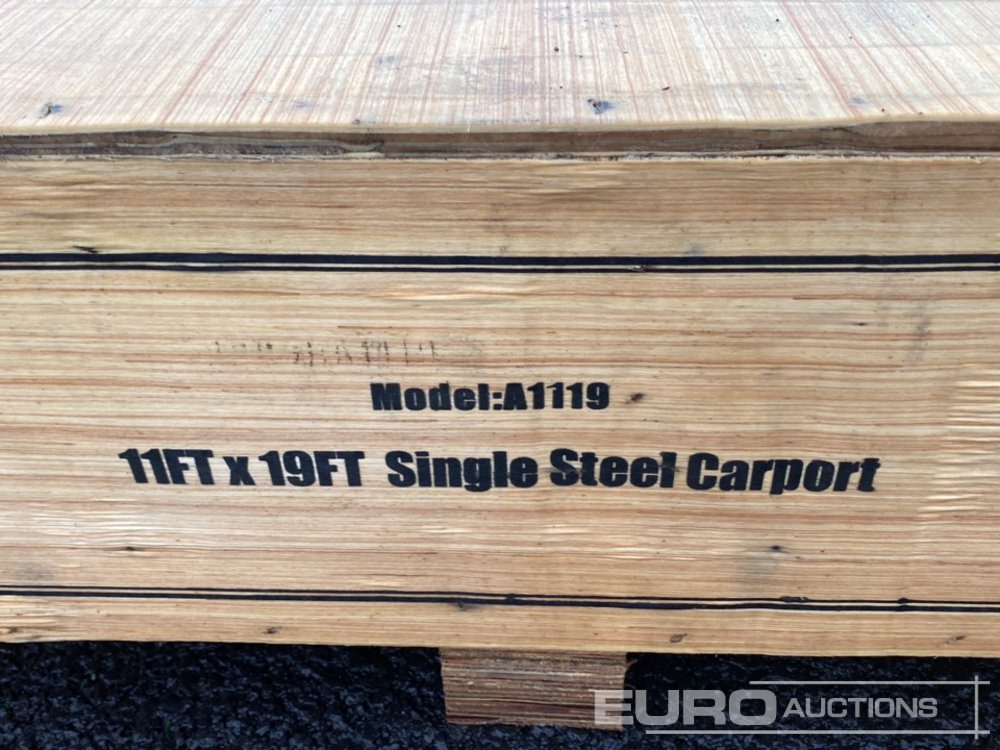 Model:A1119
11FT x 19FT Single Steel Carport
EURO AUCTIONS